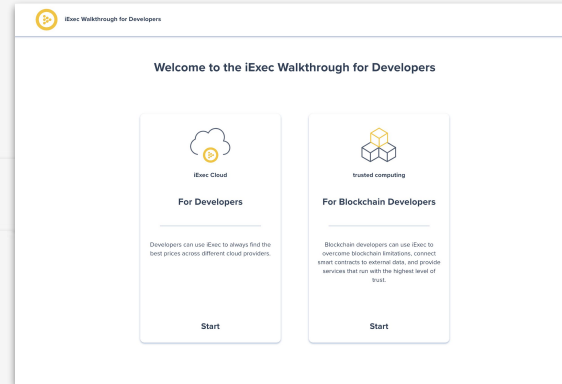 iExec Walkthrough for Developers
Welcome to the iExec Walkthrough for Developers
iExec Cloud
For Developers
Developers can use iExec to always find the
best prices across different cloud providers.
Start
trusted computing
For Blockchain Developers
Blockchain developers can use iExec to
overcome blockchain limitations, connect
smart contracts to external data, and provide
services that run with the highest level of
trust.
Start